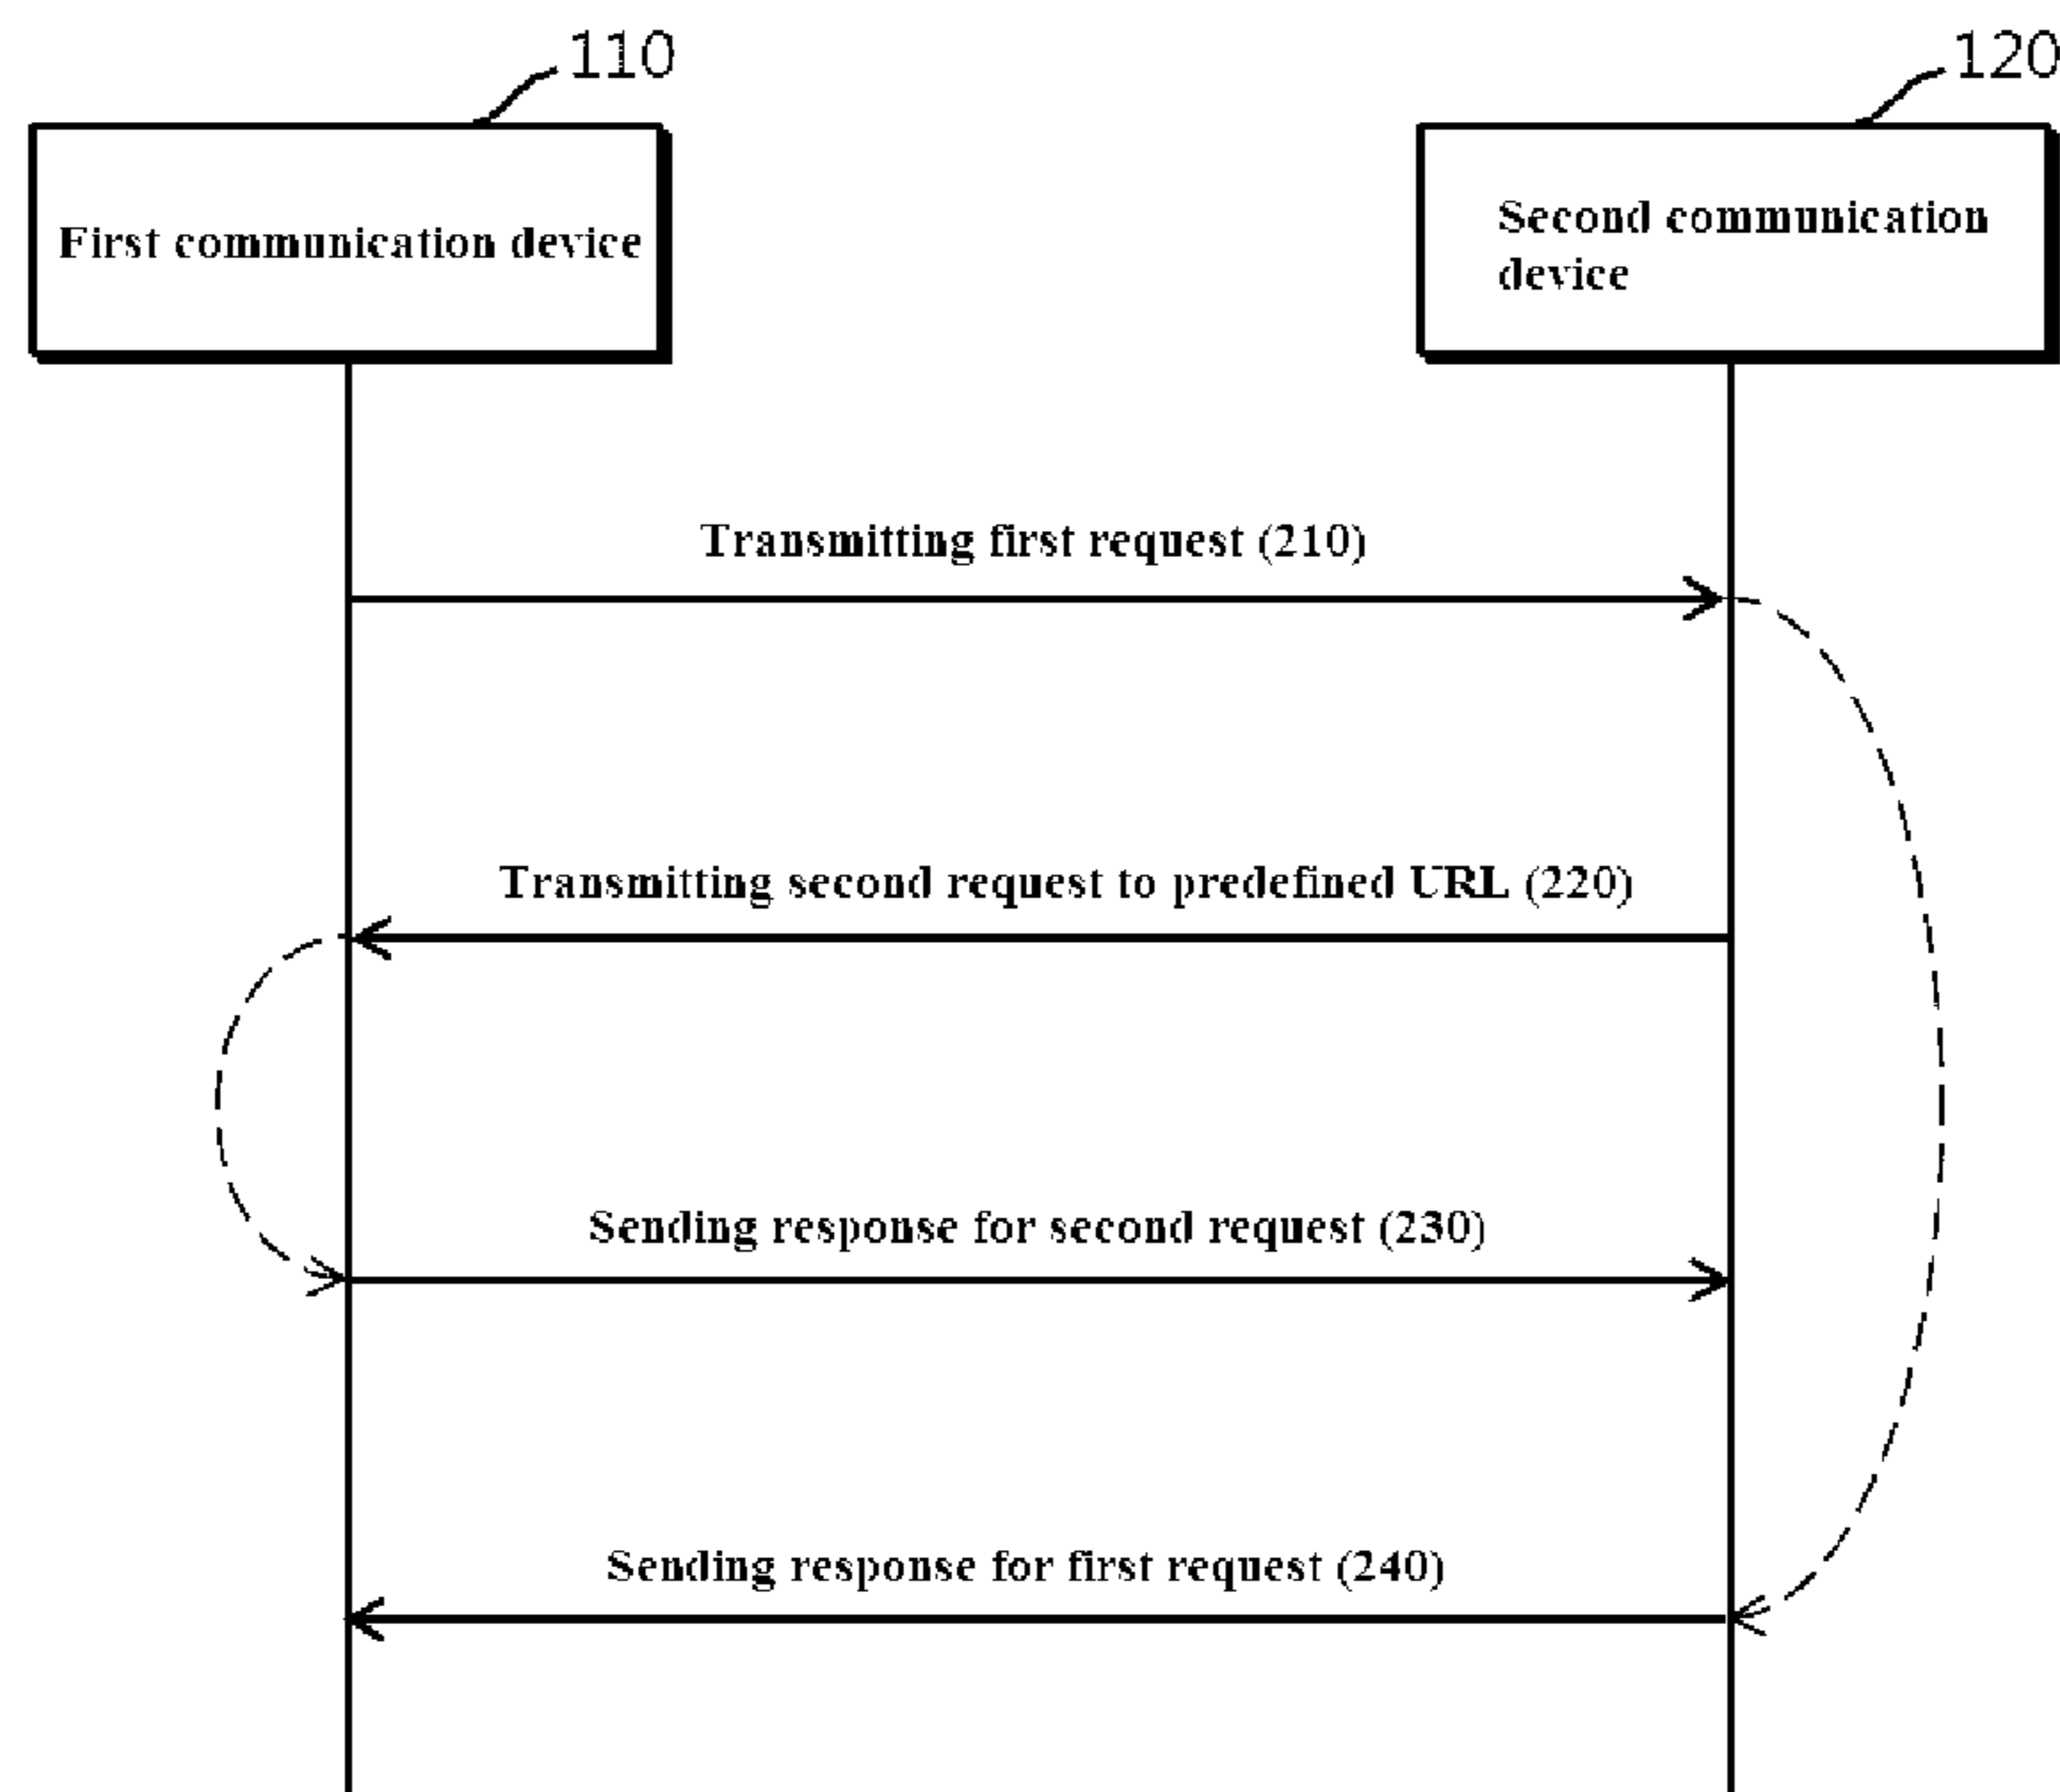 110
120
First communication device
Second communication
device
Transmitting first request (210)
Transmitting second request to predefined URL (220)
Sending response for second request (230)
Sending response for first request (240)